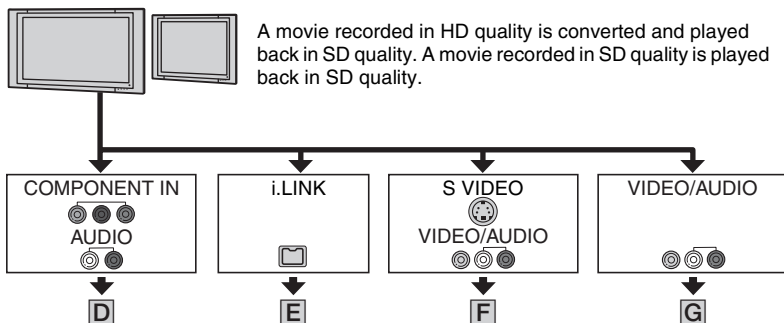 A movie recorded in HD quality is converted and played
back in SD quality. A movie recorded in SD quality is played
back in SD quality.
COMPONENT IN
AUDIO
i.LINK
S VIDEO
VIDEO/AUDIO
VIDEO/AUDIO
D
E
F
G